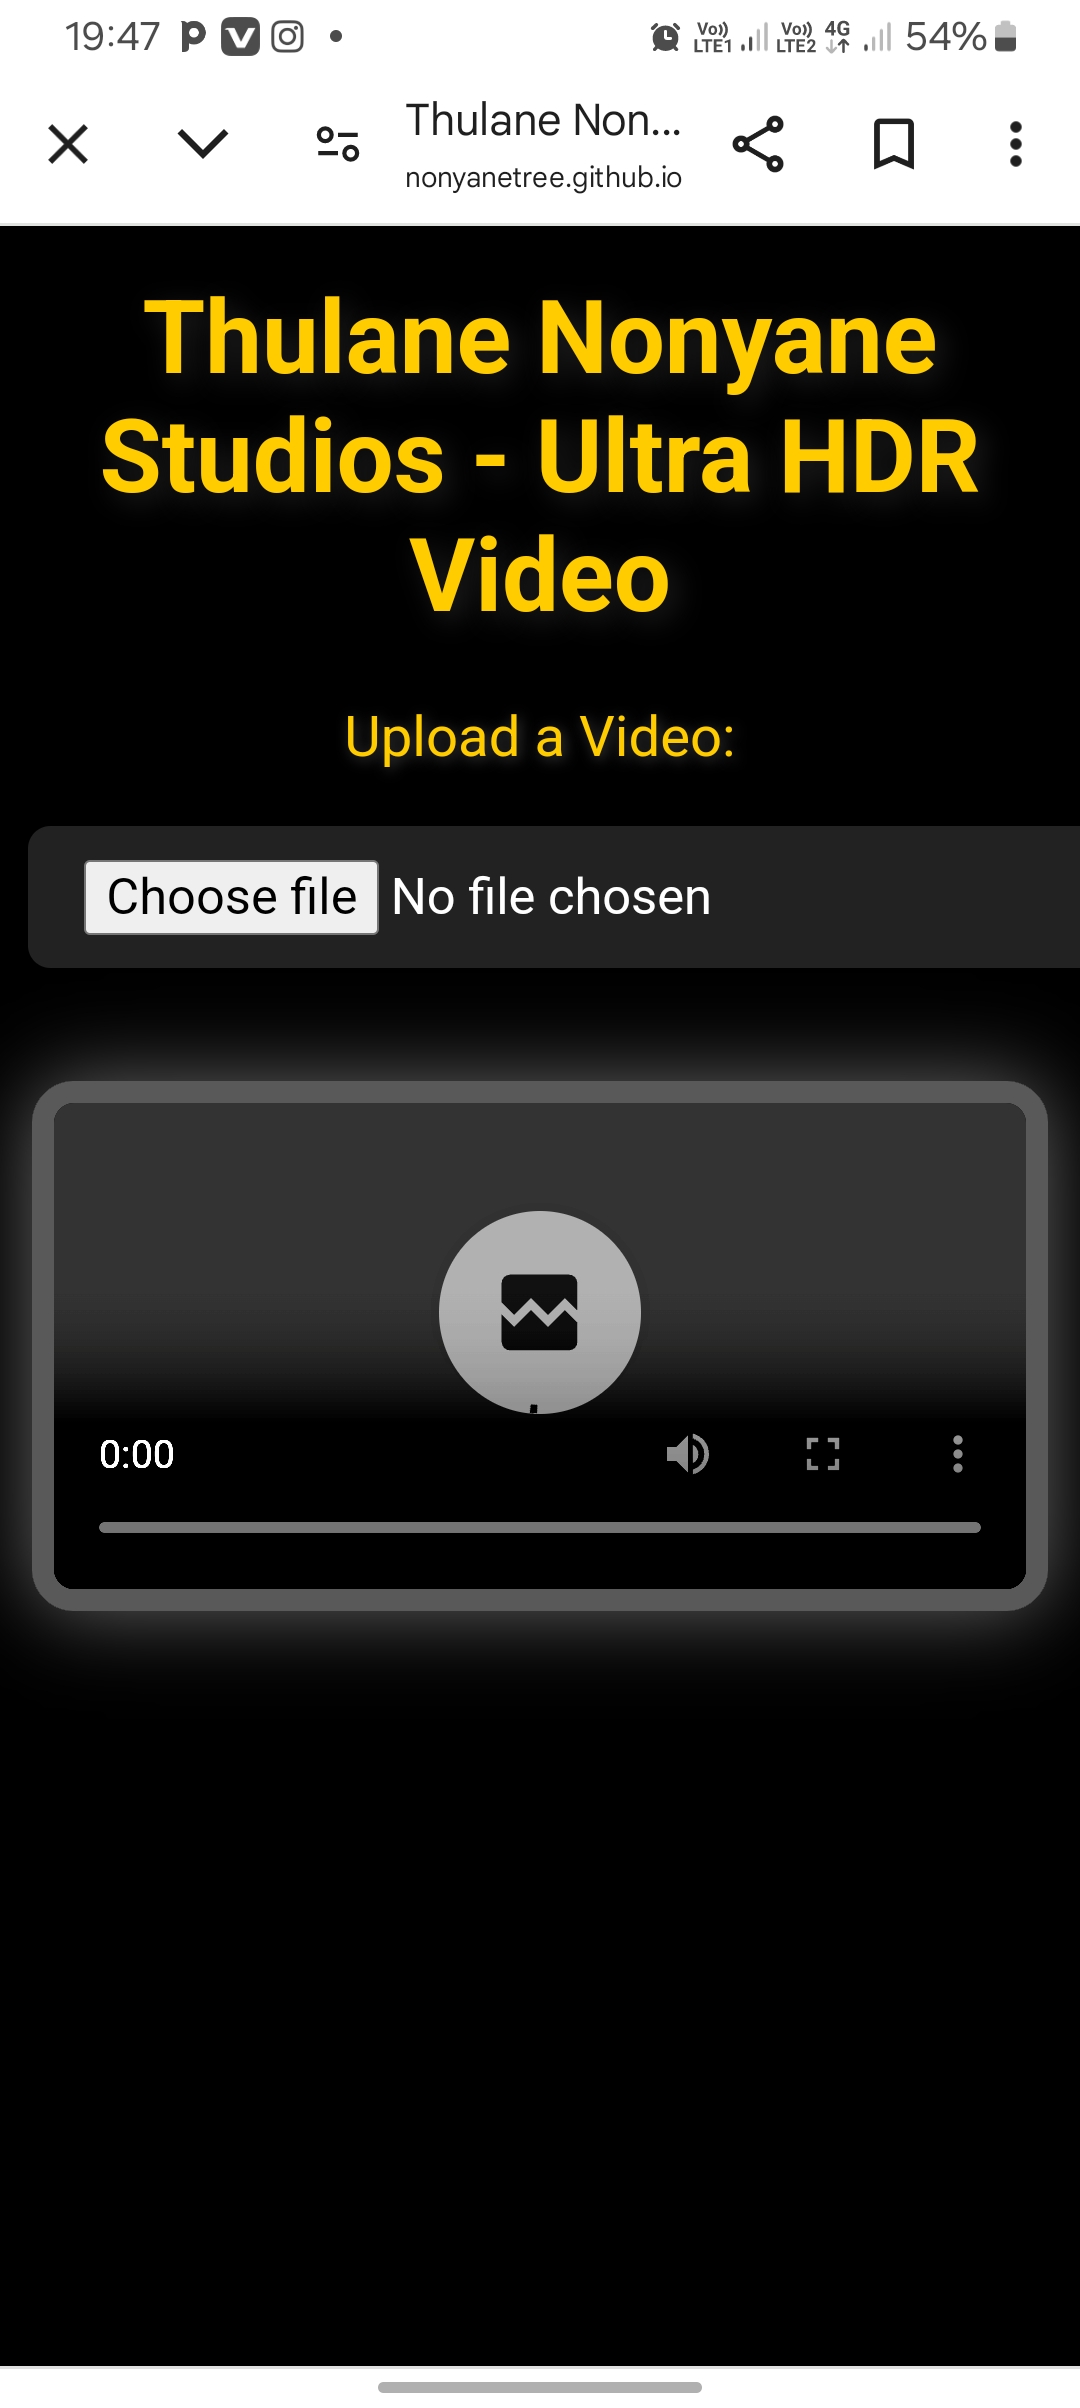 19:47
Vo)) LTE1 Vo)) LTE2 4G 54%
Thulane Non...
nonyanetree.github.io
Thulane Nonyane
Studios - Ultra HDR
Video
Upload a Video:
Choose file No file chosen
0:00